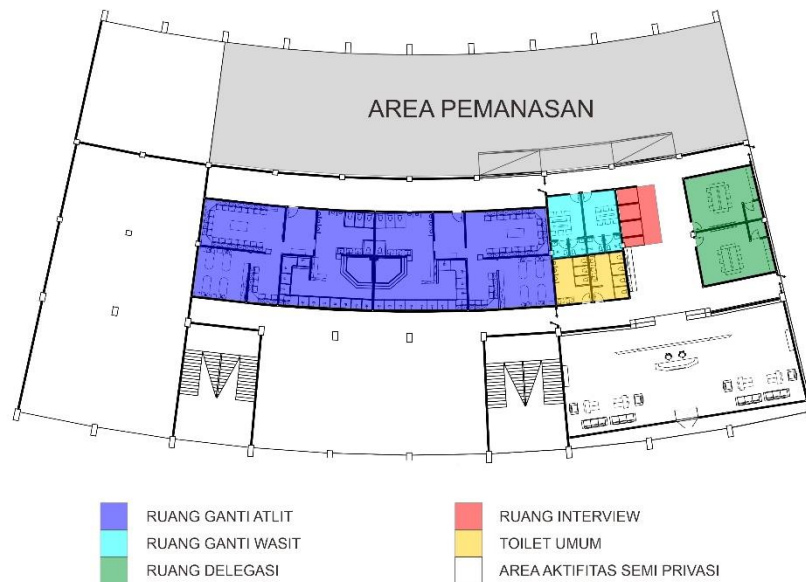 AREA PEMANASAN
RUANG GANTI ATLIT
RUANG GANTI WASIT
RUANG DELEGASI
RUANG INTERVIEW
TOILET UMUM
AREA AKTIFITAS SEMI PRIVASI